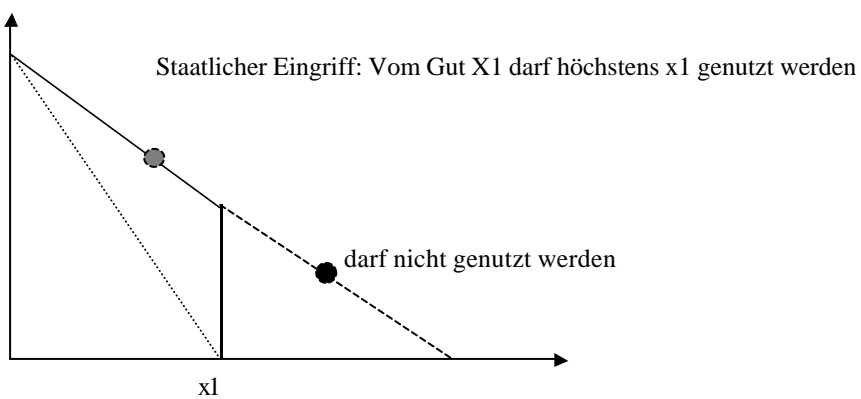 Staatlicher Eingriff: Vom Gut X1 darf höchstens x1 genutzt werden
darf nicht genutzt werden
x1